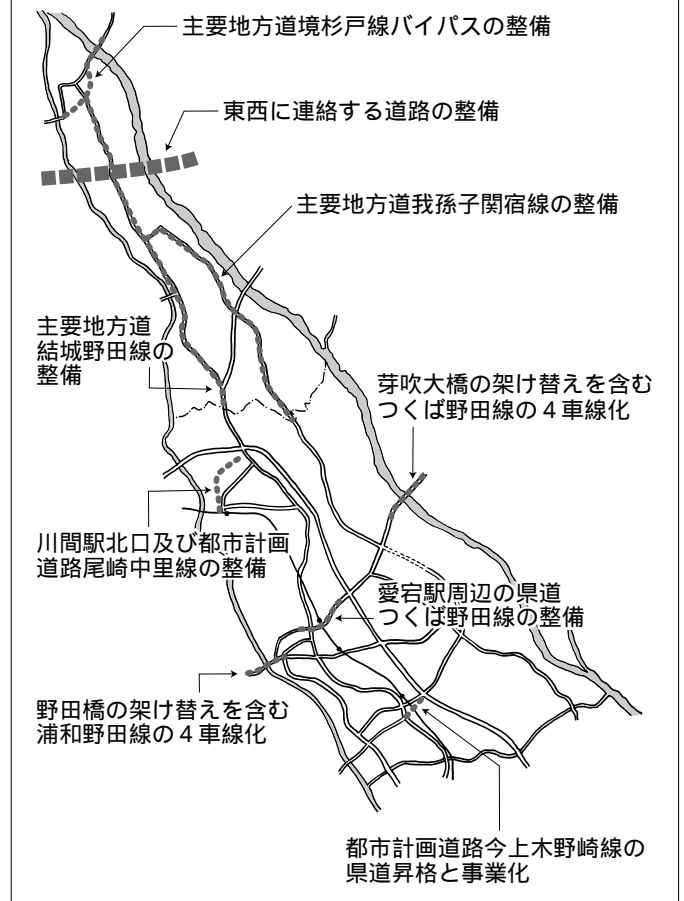 主要地方道境杉戸線バイパスの整備
東西に連絡する道路の整備
主要地方道我孫子関宿線の整備
主要地方道
結城野田線の
整備
芽吹大橋の架け替えを含む
つくば野田線の４車線化
川間駅北口及び都市計画
道路尾崎中里線の整備
愛宕駅周辺の県道
つくば野田線の整備
野田橋の架け替えを含む
浦和野田線の４車線化
都市計画道路今上木野崎線の
県道昇格と事業化